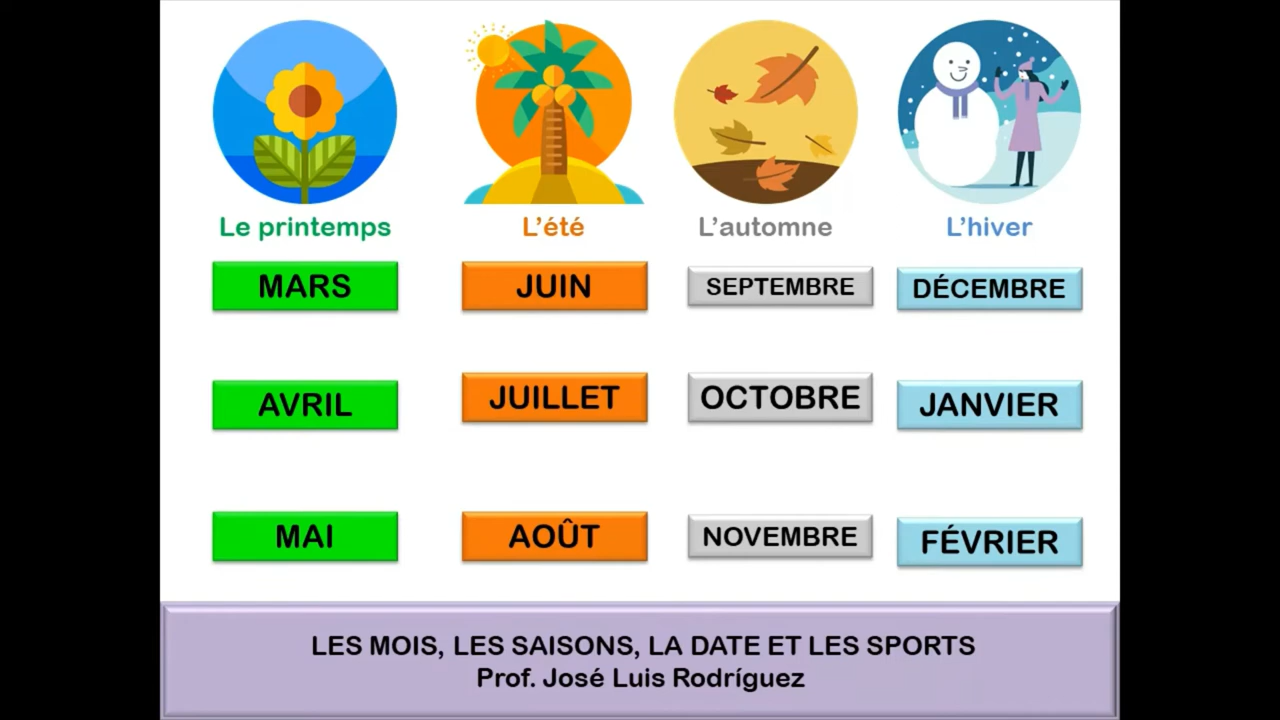 Le printemps
L'été
L'automne
L'hiver
MARS
JUIN
SEPTEMBRE
DÉCEMBRE
AVRIL
JUILLET
OCTOBRE
JANVIER
MAI
AOÛT
NOVEMBRE
FÉVRIER
LES MOIS, LES SAISONS, LA DATE ET LES SPORTS
Prof. José Luis Rodríguez